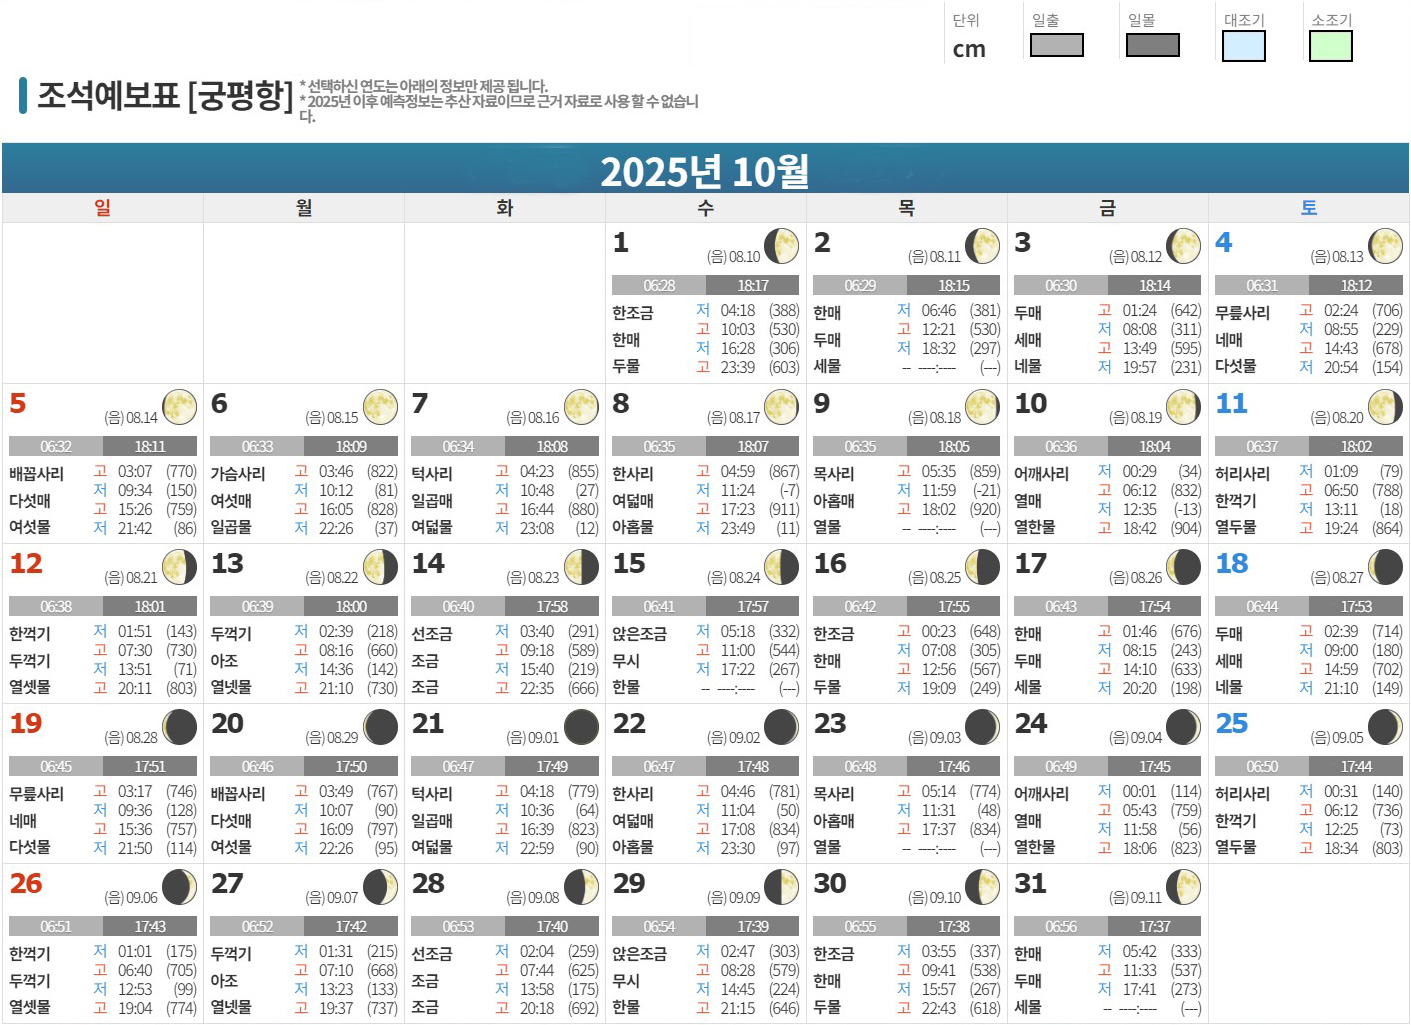 단위 일출 일몰 대조기 소조기
cm
조석예보표 [궁평항]
* 선택하신 연도는 아래의 정보만 제공 됩니다.
* 2025년 이후 예측정보는 추산 자료이므로 근거 자료로 사용 할 수 없습니
다.
2025년 10월
일 월 화 수 목 금 토
1 (음) 08.10
06:28 18:17
한조금 한매 두물
저 04:18 (388)
고 10:03 (530)
저 16:28 (306)
고 23:39 (603)
2 (음) 08.11
06:29 18:15
한매 두매 세물
저 06:46 (381)
고 12:21 (530)
저 18:32 (297)
-- ----:---- (---)
3 (음) 08.12
06:30 18:14
두매 세매 네물
고 01:24 (642)
저 08:08 (311)
고 13:49 (595)
저 19:57 (231)
4 (음) 08.13
06:31 18:12
무릎사리 네매 다섯물
고 02:24 (706)
저 08:55 (229)
고 14:43 (678)
저 20:54 (154)
5 (음) 08.14
06:32 18:11
배꼽사리 다섯매 여섯물
고 03:07 (770)
저 09:34 (150)
고 15:26 (759)
저 21:42 (86)
6 (음) 08.15
06:33 18:09
가슴사리 여섯매 일곱물
고 03:46 (822)
저 10:12 (81)
고 16:05 (828)
저 22:26 (37)
7 (음) 08.16
06:34 18:08
턱사리 일곱매 여덟물
고 04:23 (855)
저 10:48 (27)
고 16:44 (880)
저 23:08 (12)
8 (음) 08.17
06:35 18:07
한사리 여덟매 아홉물
고 04:59 (867)
저 11:24 (-7)
고 17:23 (911)
저 23:49 (11)
9 (음) 08.18
06:35 18:05
목사리 아홉매 열물
고 05:35 (859)
저 11:59 (-21)
고 18:02 (920)
-- ----:---- (---)
10 (음) 08.19
06:36 18:04
어깨사리 열매 열한물
저 00:29 (34)
고 06:12 (832)
저 12:35 (-13)
고 18:42 (904)
11 (음) 08.20
06:37 18:02
허리사리 한꺽기 열두물
저 01:09 (79)
고 06:50 (788)
저 13:11 (18)
고 19:24 (864)
12 (음) 08.21
06:38 18:01
한꺽기 두꺽기 열셋물
저 01:51 (143)
고 07:30 (730)
저 13:51 (71)
고 20:11 (803)
13 (음) 08.22
06:39 18:00
두꺽기 아조 열넷물
저 02:39 (218)
고 08:16 (660)
저 14:36 (142)
고 21:10 (730)
14 (음) 08.23
06:40 17:58
선조금 조금 조금
저 03:40 (291)
고 09:18 (589)
저 15:40 (219)
고 22:35 (666)
15 (음) 08.24
06:41 17:57
앉은조금 무시 한물
저 05:18 (332)
고 11:00 (544)
저 17:22 (267)
-- ----:---- (---)
16 (음) 08.25
06:42 17:55
한조금 한매 두물
고 00:23 (648)
저 07:08 (305)
고 12:56 (567)
저 19:09 (249)
17 (음) 08.26
06:43 17:54
한매 두매 세물
고 01:46 (676)
저 08:15 (243)
고 14:10 (633)
저 20:20 (198)
18 (음) 08.27
06:44 17:53
두매 세매 네물
고 02:39 (714)
저 09:00 (180)
고 14:59 (702)
저 21:10 (149)
19 (음) 08.28
06:45 17:51
무릎사리 네매 다섯물
고 03:17 (746)
저 09:36 (128)
고 15:36 (757)
저 21:50 (114)
20 (음) 08.29
06:46 17:50
배꼽사리 다섯매 여섯물
고 03:49 (767)
저 10:07 (90)
고 16:09 (797)
저 22:26 (95)
21 (음) 09.01
06:47 17:49
턱사리 일곱매 여덟물
고 04:18 (779)
저 10:36 (64)
고 16:39 (823)
저 22:59 (90)
22 (음) 09.02
06:47 17:48
한사리 여덟매 아홉물
고 04:46 (781)
저 11:04 (50)
고 17:08 (834)
저 23:30 (97)
23 (음) 09.03
06:48 17:46
목사리 아홉매 열물
고 05:14 (774)
저 11:31 (48)
고 17:37 (834)
-- ----:---- (---)
24 (음) 09.04
06:49 17:45
어깨사리 열매 열한물
저 00:01 (114)
고 05:43 (759)
저 11:58 (56)
고 18:06 (823)
25 (음) 09.05
06:50 17:44
허리사리 한꺽기 열두물
저 00:31 (140)
고 06:12 (736)
저 12:25 (73)
고 18:34 (803)
26 (음) 09.06
06:51 17:43
한꺽기 두꺽기 열셋물
저 01:01 (175)
고 06:40 (705)
저 12:53 (99)
고 19:04 (774)
27 (음) 09.07
06:52 17:42
두꺽기 아조 열넷물
저 01:31 (215)
고 07:10 (668)
저 13:23 (133)
고 19:37 (737)
28 (음) 09.08
06:53 17:40
선조금 조금 조금
저 02:04 (259)
고 07:44 (625)
저 13:58 (175)
고 20:18 (692)
29 (음) 09.09
06:54 17:39
앉은조금 무시 한물
저 02:47 (303)
고 08:28 (579)
저 14:45 (224)
고 21:15 (646)
30 (음) 09.10
06:55 17:38
한조금 한매 두물
저 03:55 (337)
고 09:41 (538)
저 15:57 (267)
고 22:43 (618)
31 (음) 09.11
06:56 17:37
한매 두매 세물
저 05:42 (333)
고 11:33 (537)
저 17:41 (273)
-- ----:---- (---)